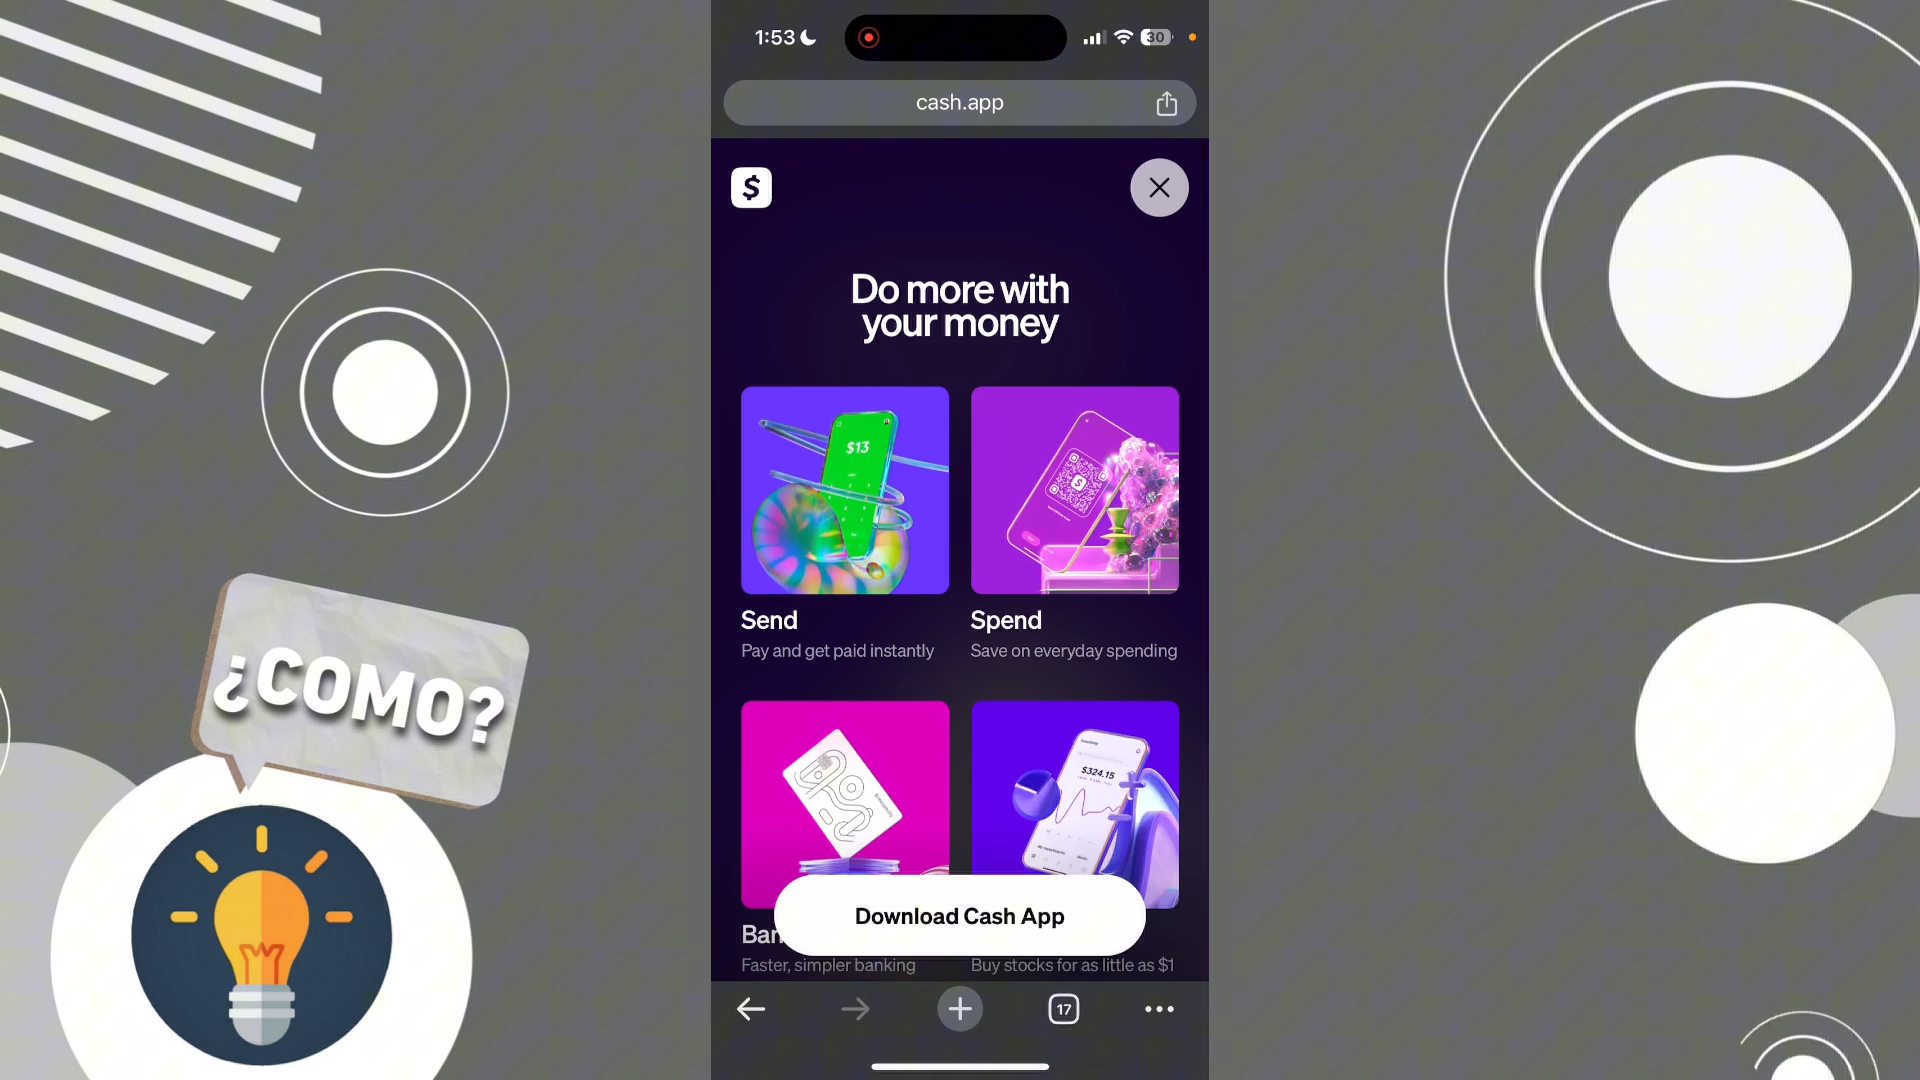 1:53
30
cash.app
$
Do more with
your money
$13
$
Send
Spend
Pay and get paid instantly
Save on everyday spending
$324.15
Download Cash App
Ban
Faster, simpler banking
Buy stocks for as little as $1
17
¿COMO?